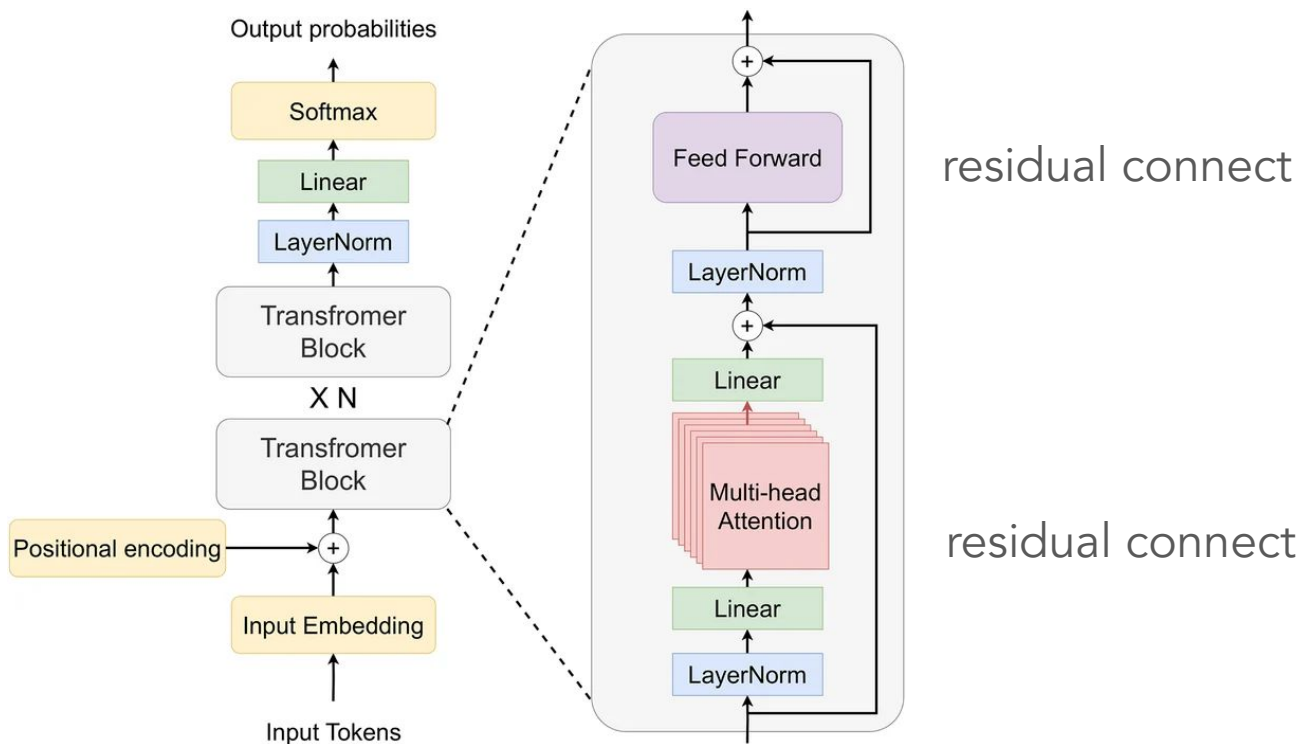 Output probabilities
Softmax
Linear
LayerNorm
Transfromer
Block
X N
Transfromer
Block
Positional encoding
+
Input Embedding
Input Tokens
+
Feed Forward
LayerNorm
+
Linear
Multi-head
Attention
Linear
LayerNorm
residual connect
residual connect